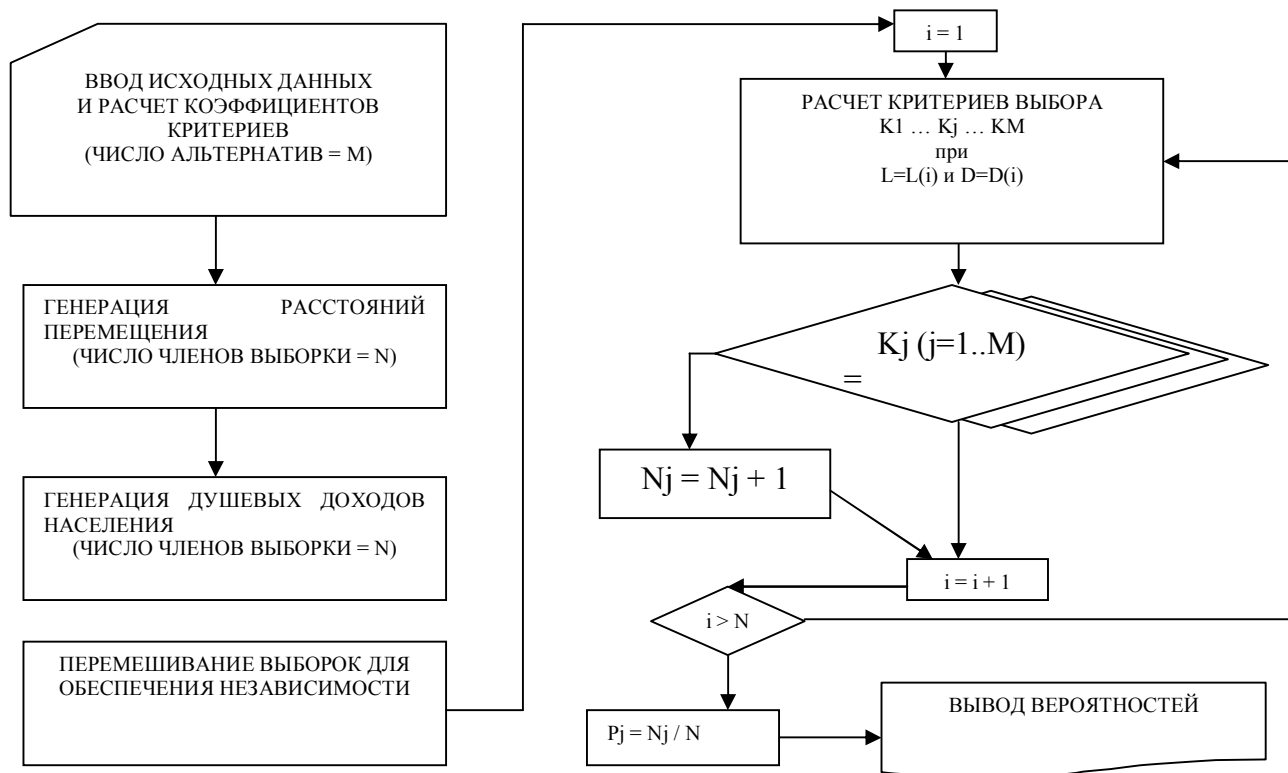 ВВОД ИСХОДНЫХ ДАННЫХ
И РАСЧЕТ КОЭФФИЦИЕНТОВ
КРИТЕРИЕВ
(ЧИСЛО АЛЬТЕРНАТИВ = М)
ГЕНЕРАЦИЯ РАССТОЯНИЙ
ПЕРЕМЕЩЕНИЯ
(ЧИСЛО ЧЛЕНОВ ВЫБОРКИ = N)
ГЕНЕРАЦИЯ ДУШЕВЫХ ДОХОДОВ
НАСЕЛЕНИЯ
(ЧИСЛО ЧЛЕНОВ ВЫБОРКИ = N)
ПЕРЕМЕШИВАНИЕ ВЫБОРОК ДЛЯ
ОБЕСПЕЧЕНИЯ НЕЗАВИСИМОСТИ
i = 1
РАСЧЕТ КРИТЕРИЕВ ВЫБОРА
K1 … Kj … KM
при
L=L(i) и D=D(i)
Kj (j=1..M)
=
Nj = Nj + 1
i = i + 1
i > N
Pj = Nj / N
ВЫВОД ВЕРОЯТНОСТЕЙ